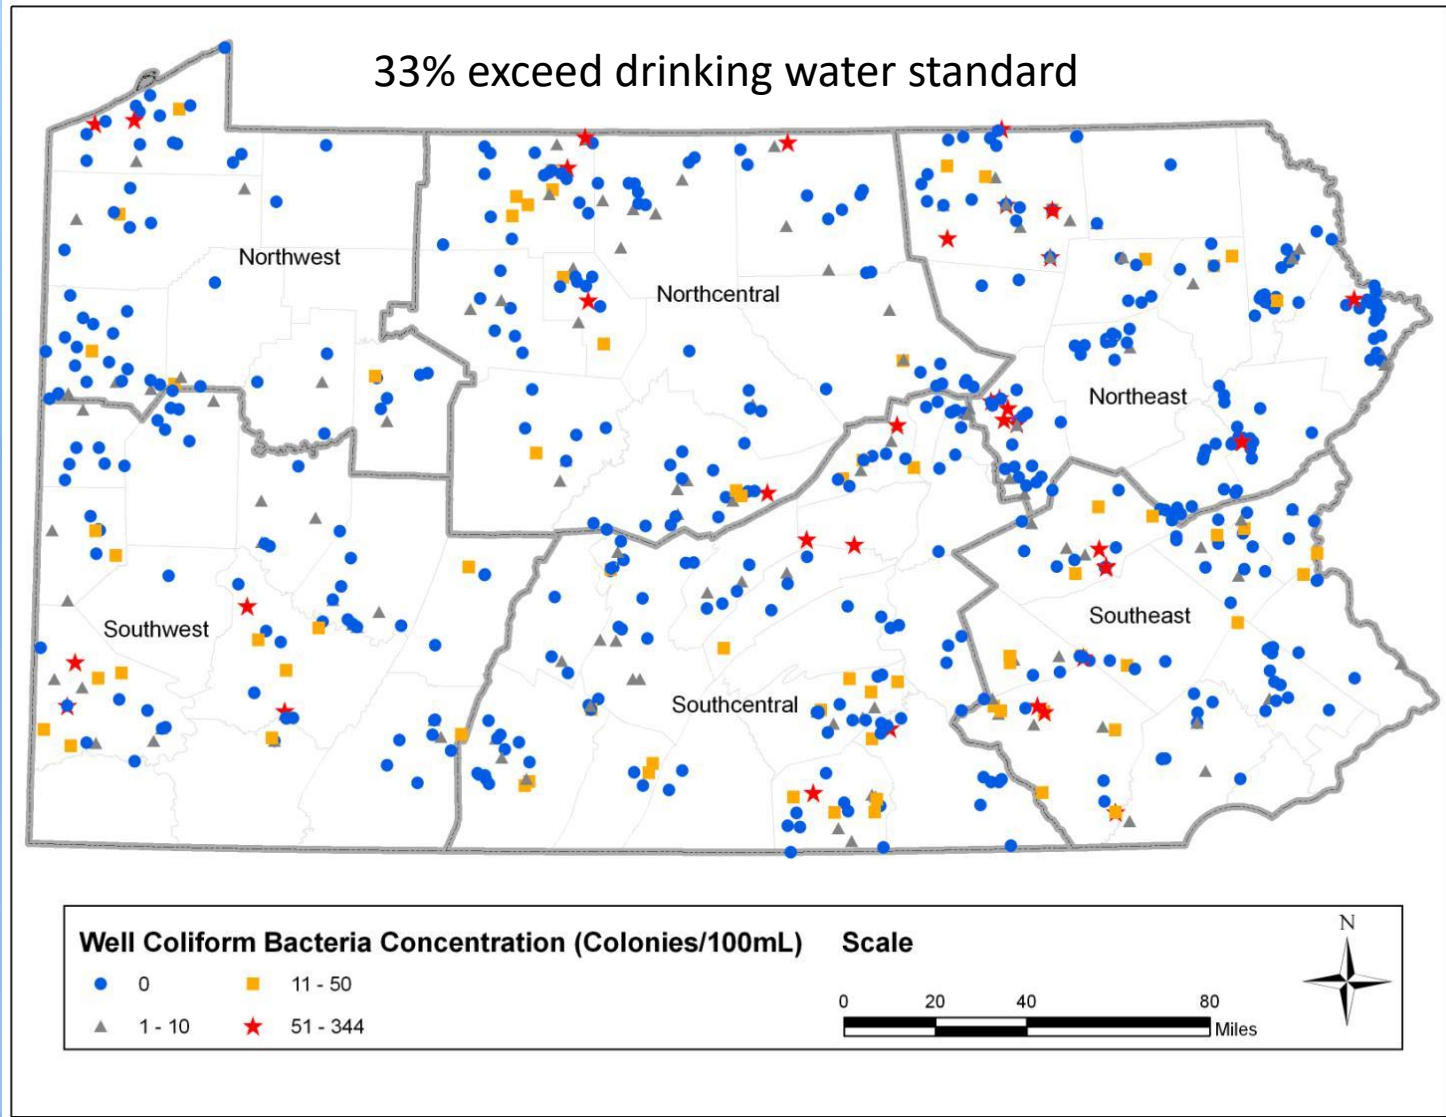 33% exceed drinking water standard
Northwest
Northcentral
Northeast
Southwest
Southeast
Southcentral
Well Coliform Bacteria Concentration (Colonies/100mL)
0
11 - 50
1 - 10
51 - 344
Scale
0 20 40 80
Miles
N